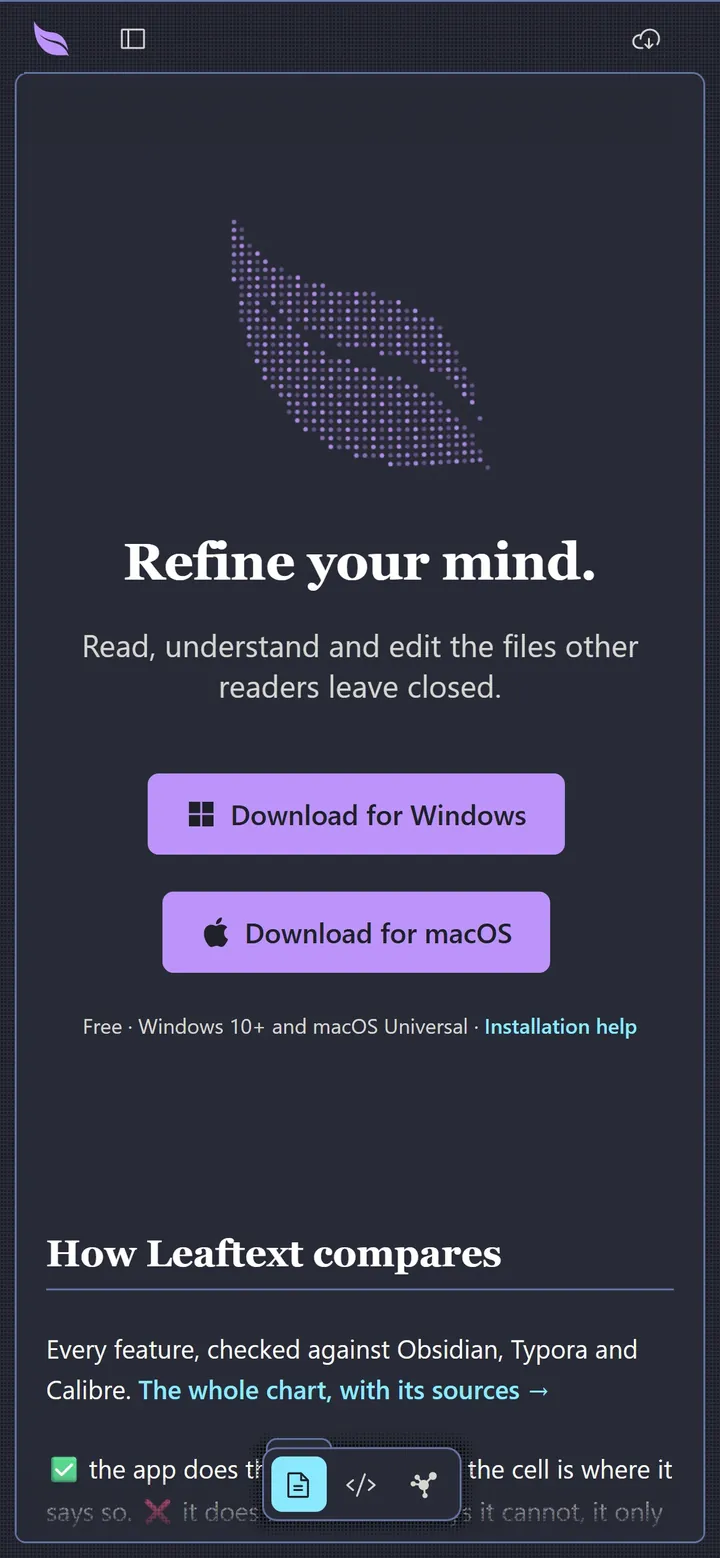 Refine your mind.
Read, understand and edit the files other
readers leave closed.
Download for Windows
Download for macOS
Free · Windows 10+ and macOS Universal · Installation help
How Leaftext compares
Every feature, checked against Obsidian, Typora and
Calibre. The whole chart, with its sources →
✅ the app does the cell is where it
says so. ❌ it does it cannot, it only